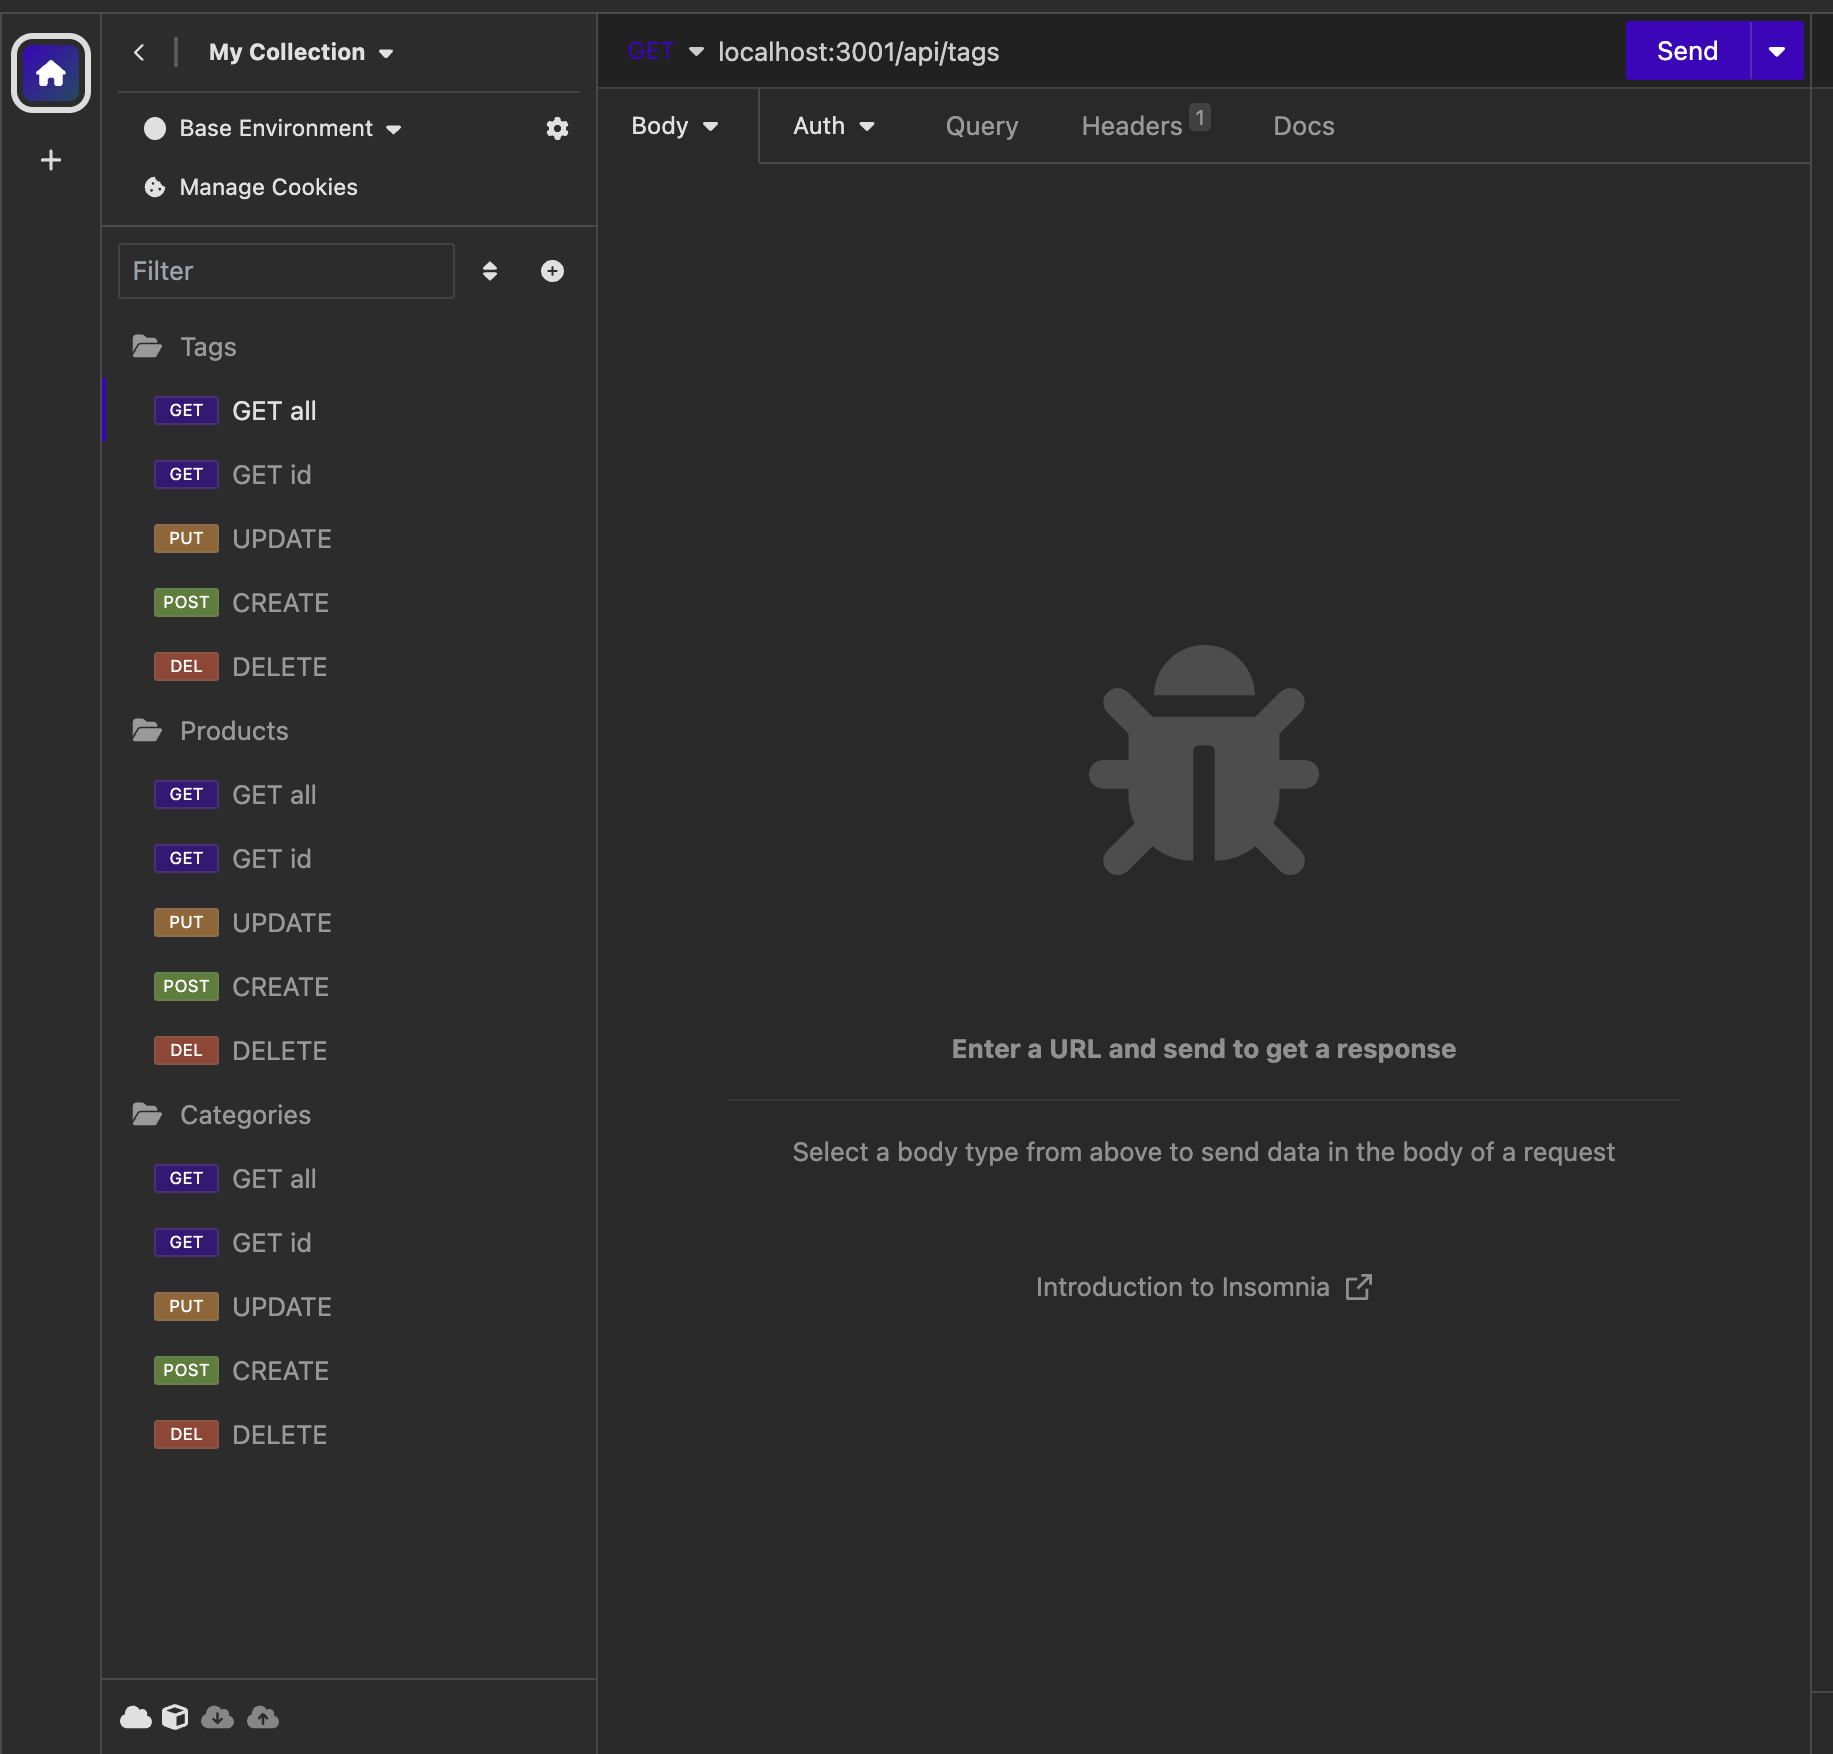 My Collection
Base Environment
Manage Cookies
Filter
Tags
GET GET all
GET GET id
PUT UPDATE
POST CREATE
DEL DELETE
Products
GET GET all
GET GET id
PUT UPDATE
POST CREATE
DEL DELETE
Categories
GET GET all
GET GET id
PUT UPDATE
POST CREATE
DEL DELETE
GET localhost:3001/api/tags Send
Body Auth Query Headers 1 Docs
Enter a URL and send to get a response
Select a body type from above to send data in the body of a request
Introduction to Insomnia